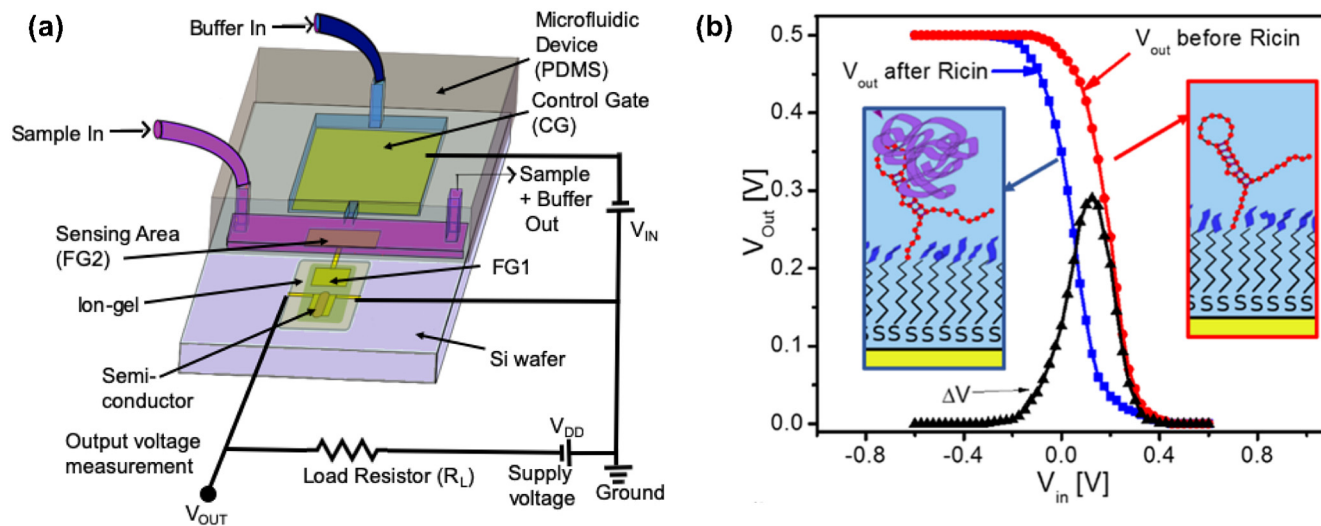 (a)
Buffer In
Microfluidic
Device
(PDMS)
Control Gate
(CG)
Sample In
Sample
+ Buffer
Out
V_IN
Sensing Area
(FG2)
FG1
Ion-gel
Si wafer
Semi-
conductor
V_DD
Output voltage
measurement
Load Resistor (R_L)
Supply
voltage
Ground
V_OUT
(b)
V_out before Ricin
V_out after Ricin
SSSSSSSSSS
SSSSSSSSS
ΔV
V_Out [V]
0.5
0.4
0.3
0.2
0.1
0.0
-0.8
-0.4
0.0
0.4
0.8
V_in [V]